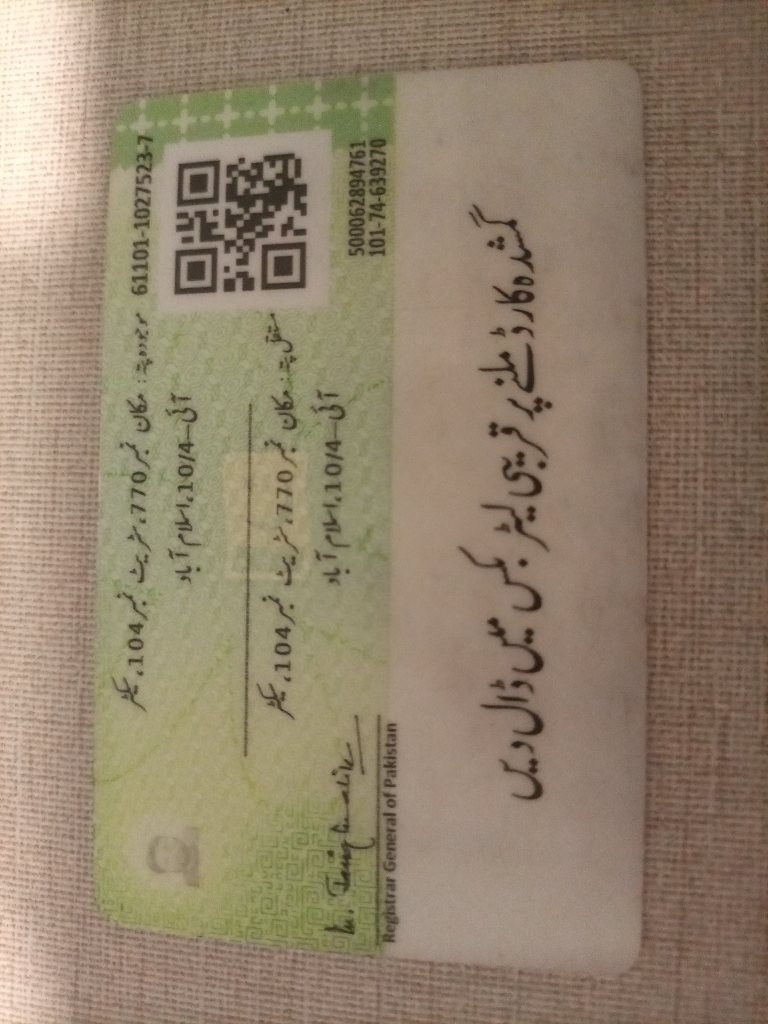 61101-1027523-7
موجودہ پتہ: مکان نمبر 770، سٹریٹ نمبر 104، سیکٹر
آئی-10/4، اسلام آباد
مستقل پتہ: مکان نمبر 770، سٹریٹ نمبر 104، سیکٹر
آئی-10/4، اسلام آباد
500062894761
101-74-639270
Registrar General of Pakistan
گمشدہ کارڈ ملنے پر قریبی لیٹر بکس میں ڈال دیں